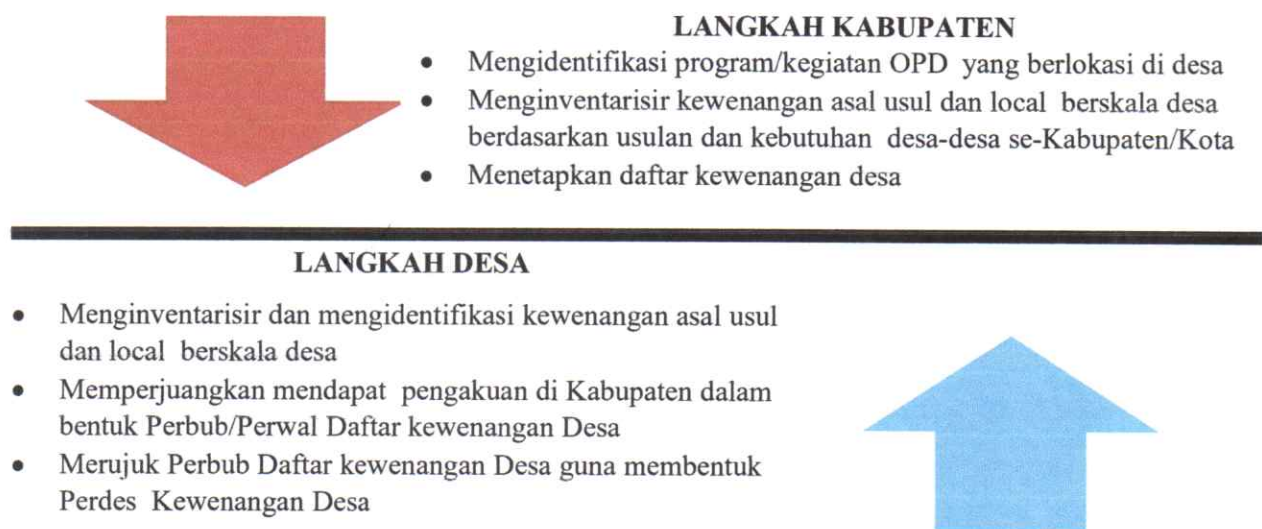 LANGKAH KABUPATEN
• Mengidentifikasi program/kegiatan OPD yang berlokasi di desa
• Menginventarisir kewenangan asal usul dan local berskala desa
berdasarkan usulan dan kebutuhan desa-desa se-Kabupaten/Kota
• Menetapkan daftar kewenangan desa
LANGKAH DESA
• Menginventarisir dan mengidentifikasi kewenangan asal usul
dan local berskala desa
• Memperjuangkan mendapat pengakuan di Kabupaten dalam
bentuk Perbub/Perwal Daftar kewenangan Desa
• Merujuk Perbub Daftar kewenangan Desa guna membentuk
Perdes Kewenangan Desa